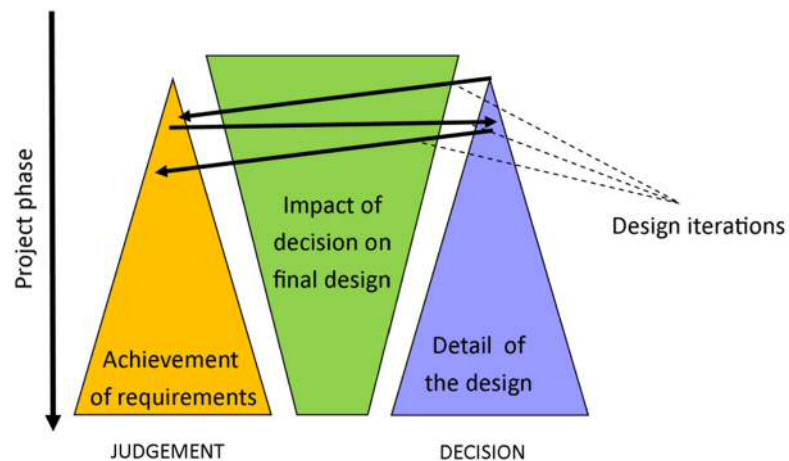 Project phase
Impact of
decision on
final design
Design iterations
Achievement
of requirements
Detail of
the design
JUDGEMENT
DECISION